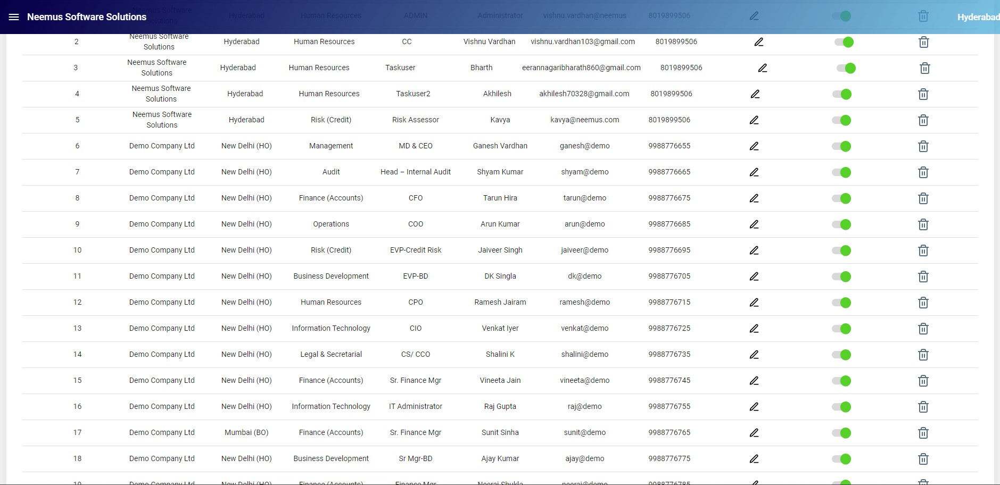 Neemus Software Solutions Hyderabad
Neemus Software
Solutions Hyderabad Human Resources ADMIN Administrator vishnu.vardhan@neemus 8019899506
2 Neemus Software Solutions Hyderabad Human Resources CC Vishnu Vardhan vishnu.vardhan103@gmail.com 8019899506
3 Neemus Software Solutions Hyderabad Human Resources Taskuser Bharth eerannagaribharath860@gmail.com 8019899506
4 Neemus Software Solutions Hyderabad Human Resources Taskuser2 Akhilesh akhilesh70328@gmail.com 8019899506
5 Neemus Software Solutions Hyderabad Risk (Credit) Risk Assessor Kavya kavya@neemus.com 8019899506
6 Demo Company Ltd New Delhi (HO) Management MD & CEO Ganesh Vardhan ganesh@demo 9988776655
7 Demo Company Ltd New Delhi (HO) Audit Head – Internal Audit Shyam Kumar shyam@demo 9988776665
8 Demo Company Ltd New Delhi (HO) Finance (Accounts) CFO Tarun Hira tarun@demo 9988776675
9 Demo Company Ltd New Delhi (HO) Operations COO Arun Kumar arun@demo 9988776685
10 Demo Company Ltd New Delhi (HO) Risk (Credit) EVP-Credit Risk Jaiveer Singh jaiveer@demo 9988776695
11 Demo Company Ltd New Delhi (HO) Business Development EVP-BD DK Singla dk@demo 9988776705
12 Demo Company Ltd New Delhi (HO) Human Resources CPO Ramesh Jairam ramesh@demo 9988776715
13 Demo Company Ltd New Delhi (HO) Information Technology CIO Venkat Iyer venkat@demo 9988776725
14 Demo Company Ltd New Delhi (HO) Legal & Secretarial CS/ CCO Shalini K shalini@demo 9988776735
15 Demo Company Ltd New Delhi (HO) Finance (Accounts) Sr. Finance Mgr Vineeta Jain vineeta@demo 9988776745
16 Demo Company Ltd New Delhi (HO) Information Technology IT Administrator Raj Gupta raj@demo 9988776755
17 Demo Company Ltd Mumbai (BO) Finance (Accounts) Sr. Finance Mgr Sunit Sinha sunit@demo 9988776765
18 Demo Company Ltd New Delhi (HO) Business Development Sr Mgr-BD Ajay Kumar ajay@demo 9988776775
19 Demo Company Ltd New Delhi (HO) Finance (Accounts) Finance Mgr Neeraj Shukla neeraj@demo 9988776785